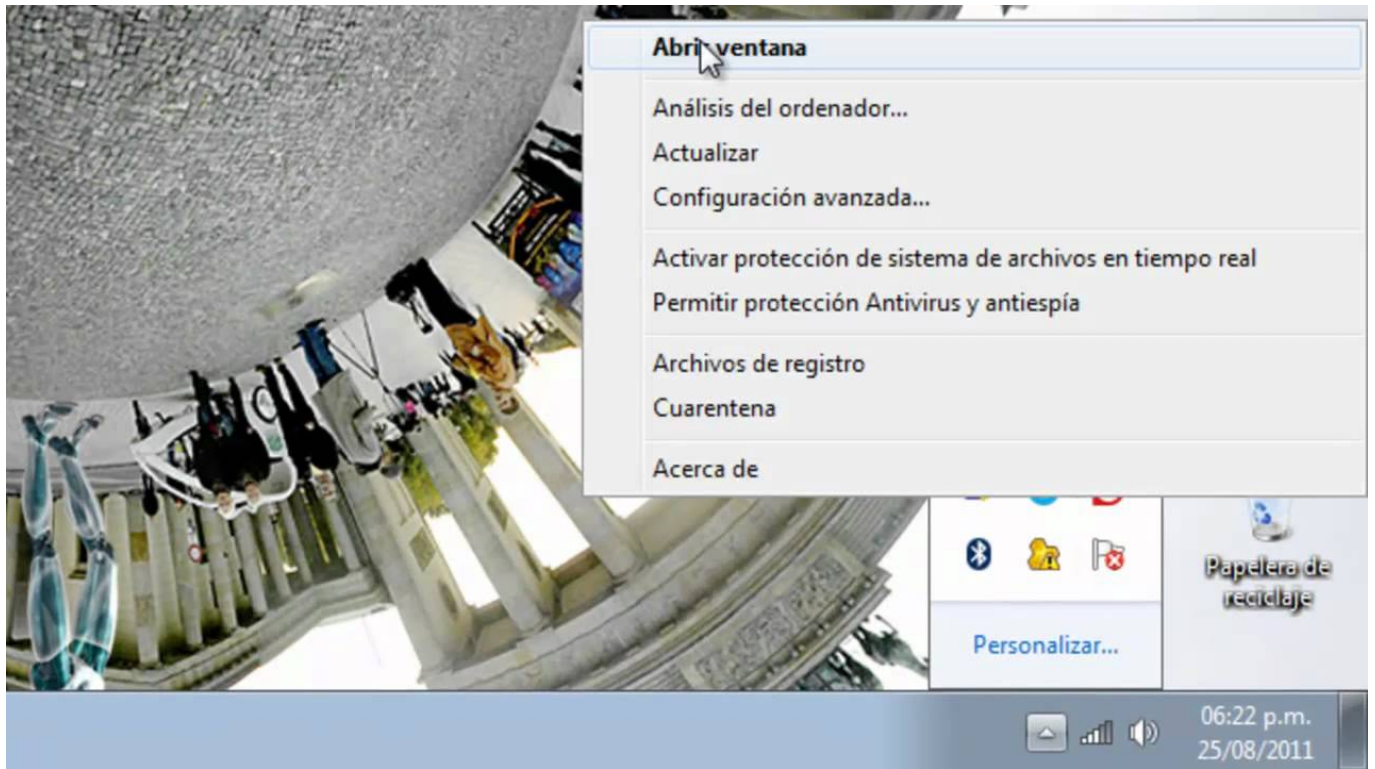 Abrir ventana
Análisis del ordenador...
Actualizar
Configuración avanzada...
Activar protección de sistema de archivos en tiempo real
Permitir protección Antivirus y antiespía
Archivos de registro
Cuarentena
Acerca de
Papelera de
reciclaje
Personalizar...
06:22 p.m.
25/08/2011